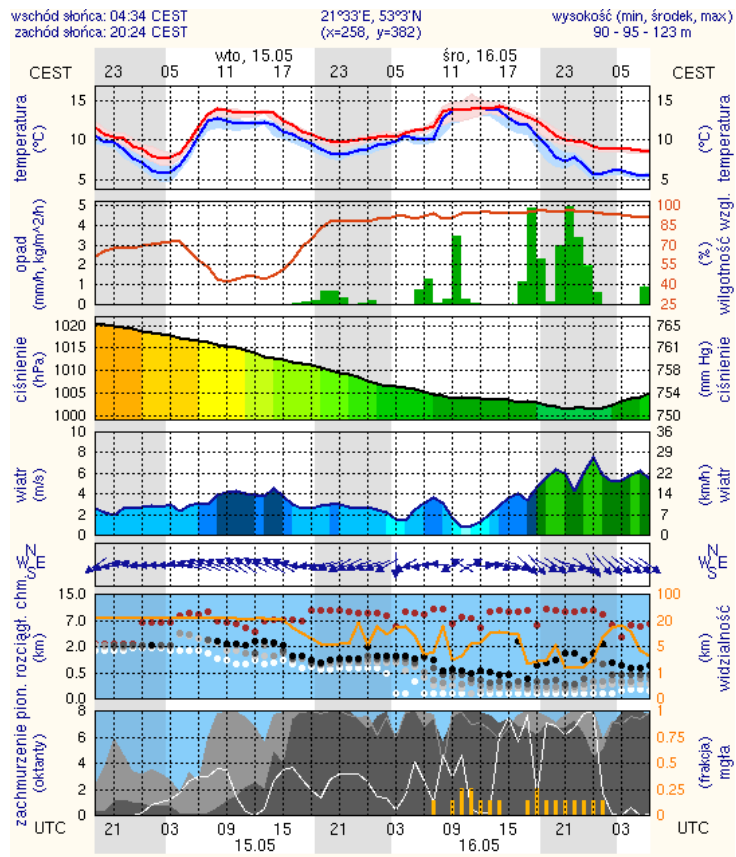 wschód słońca: 04:34 CEST 21°33'E, 53°3'N wysokość (min, środek, max)
zachód słońca: 20:24 CEST (x=258, y=382) 90 - 95 - 123 m
wto, 15.05 śro, 16.05
CEST 23 05 11 17 23 05 11 17 23 05 CEST
temperatura (°C)
15
10
5
15
10
5
temperatura (°C)
opad (mm/h, kg/m^2/h)
5
4
3
2
1
0
100
85
70
55
40
25
(%) wilgotność wzgl.
ciśnienie (hPa)
1020
1015
1010
1005
1000
765
761
758
754
750
(mm Hg) ciśnienie
wiatr (m/s)
10
8
6
4
2
0
36
29
22
14
7
0
(km/h) wiatr
N
W E
S
N
W E
S
pion. rozciągł. chm. (km)
15.0
7.0
2.0
0.5
0.0
100
20
5
1
0
(km) widzialność
zachmurzenie (oktanty)
8
6
4
2
0
1
0.75
0.5
0.25
0
(frakcja) mgła
UTC 21 03 09 15 21 03 09 15 21 03 UTC
15.05 16.05